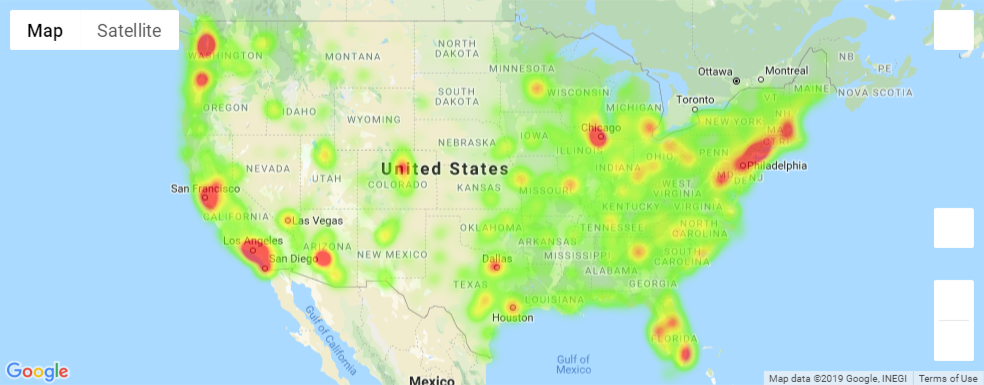 Map
Satellite
WASHINGTON
MONTANA
NORTH
DAKOTA
MINNESOTA
Ottawa
Montreal
NB
PE
NOVA SCOTIA
MAINE
VT
NH
Toronto
OREGON
IDAHO
SOUTH
DAKOTA
WISCONSIN
MICHIGAN
NEW YORK
MA
CT RI
WYOMING
Chicago
IOWA
NEBRASKA
ILLINOIS
INDIANA
OHIO
PENN
Philadelphia
MD
DE
NJ
NEVADA
UTAH
United States
COLORADO
KANSAS
MISSOURI
WEST
VIRGINIA
KENTUCKY
VIRGINIA
San Francisco
CALIFORNIA
Las Vegas
OKLAHOMA
TENNESSEE
NORTH
CAROLINA
Los Angeles
ARIZONA
NEW MEXICO
ARKANSAS
MISSISSIPPI
SOUTH
CAROLINA
San Diego
Dallas
ALABAMA
TEXAS
GEORGIA
LOUISIANA
Houston
FLORIDA
Gulf of
California
Gulf of
Mexico
Mexico
Google
Map data ©2019 Google, INEGI
Terms of Use